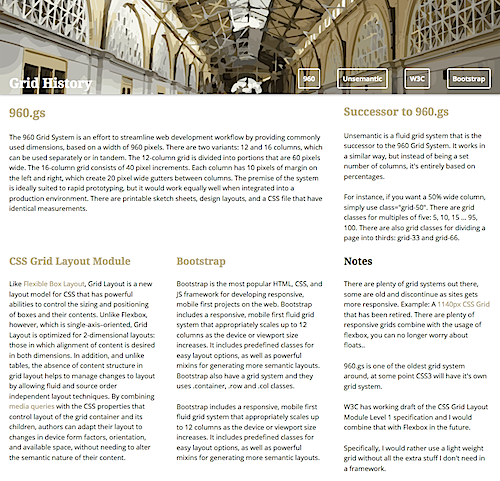 Grid History
960
Unsemantic
W3C
Bootstrap
960.gs
The 960 Grid System is an effort to streamline web development workflow by providing commonly
used dimensions, based on a width of 960 pixels. There are two variants: 12 and 16 columns, which
can be used separately or in tandem. The 12-column grid is divided into portions that are 60 pixels
wide. The 16-column grid consists of 40 pixel increments. Each column has 10 pixels of margin on
the left and right, which create 20 pixel wide gutters between columns. The premise of the system
is ideally suited to rapid prototyping, but it would work equally well when integrated into a
production environment. There are printable sketch sheets, design layouts, and a CSS file that have
identical measurements.
Successor to 960.gs
Unsemantic is a fluid grid system that is the
successor to the 960 Grid System. It works in
a similar way, but instead of being a set
number of columns, it's entirely based on
percentages.
For instance, if you want a 50% wide column,
simply use class="grid-50". There are grid
classes for multiples of five: 5, 10, 15 ... 95,
100. There are also grid classes for dividing a
page into thirds: grid-33 and grid-66.
CSS Grid Layout Module
Like Flexible Box Layout, Grid Layout is a new
layout model for CSS that has powerful
abilities to control the sizing and positioning
of boxes and their contents. Unlike Flexbox,
however, which is single-axis-oriented, Grid
Layout is optimized for 2-dimensional layouts:
those in which alignment of content is desired
in both dimensions. In addition, and unlike
tables, the absence of content structure in
grid layout helps to manage changes to layout
by allowing fluid and source order
independent layout techniques. By combining
media queries with the CSS properties that
control layout of the grid container and its
children, authors can adapt their layout to
changes in device form factors, orientation,
and available space, without needing to alter
the semantic nature of their content.
Bootstrap
Bootstrap is the most popular HTML, CSS, and
JS framework for developing responsive,
mobile first projects on the web. Bootstrap
includes a responsive, mobile first fluid grid
system that appropriately scales up to 12
columns as the device or viewport size
increases. It includes predefined classes for
easy layout options, as well as powerful
mixins for generating more semantic layouts.
Bootstrap also have a grid system and they
uses .container, .row and .col classes.
Bootstrap includes a responsive, mobile first
fluid grid system that appropriately scales up
to 12 columns as the device or viewport size
increases. It includes predefined classes for
easy layout options, as well as powerful
mixins for generating more semantic layouts.
Notes
There are plenty of grid systems out there,
some are old and discontinue as sites gets
more responsive. Example: A 1140px CSS Grid
that has been retired. There are plenty of
responsive grids combine with the usage of
flexbox, you can no longer worry about
floats..
960.gs is one of the oldest grid system
around, at some point CSS3 will have it's own
grid system.
W3C has working draft of the CSS Grid Layout
Module Level 1 specification and I would
combine that with Flexbox in the future.
Specifically, I would rather use a light weight
grid without all the extra stuff I don't need in
a framework.